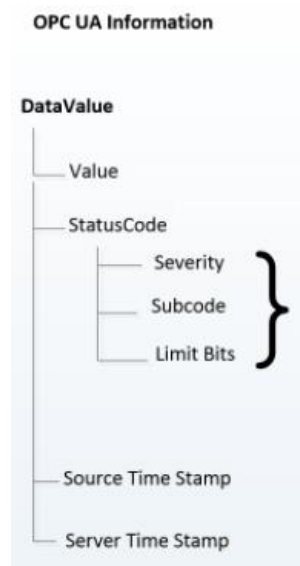 OPC UA Information
DataValue
Value
StatusCode
Severity
Subcode
Limit Bits
Source Time Stamp
Server Time Stamp